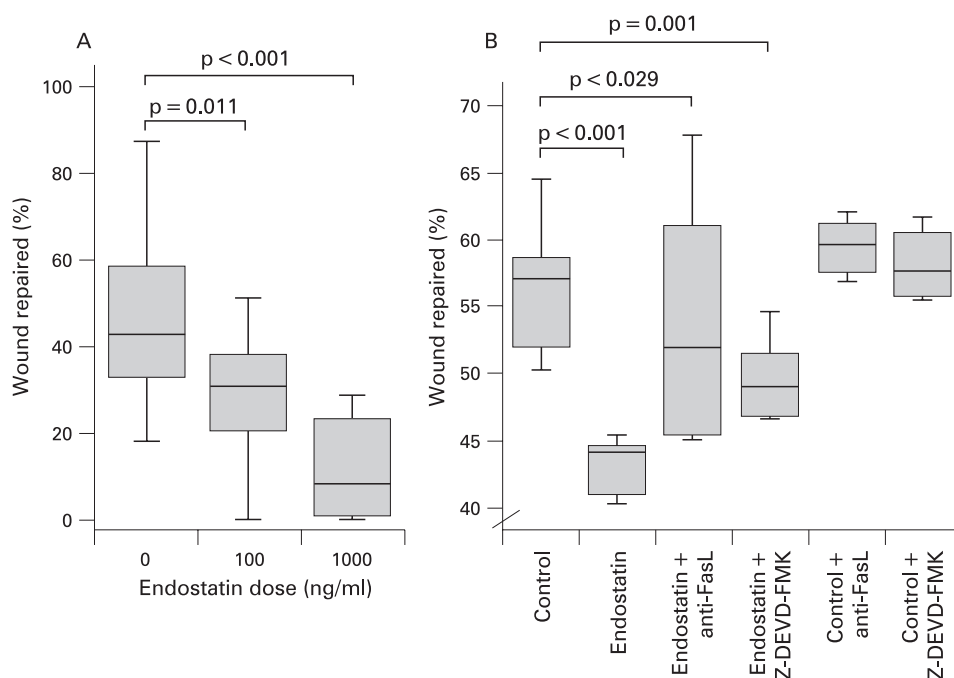 A
p < 0.001
p = 0.011
100
80
60
40
20
0
Wound repaired (%)
0 100 1000
Endostatin dose (ng/ml)
B
p = 0.001
p < 0.029
p < 0.001
70
65
60
55
50
45
40
Wound repaired (%)
Control
Endostatin
Endostatin +
anti-FasL
Endostatin +
Z-DEVD-FMK
Control +
anti-FasL
Control +
Z-DEVD-FMK